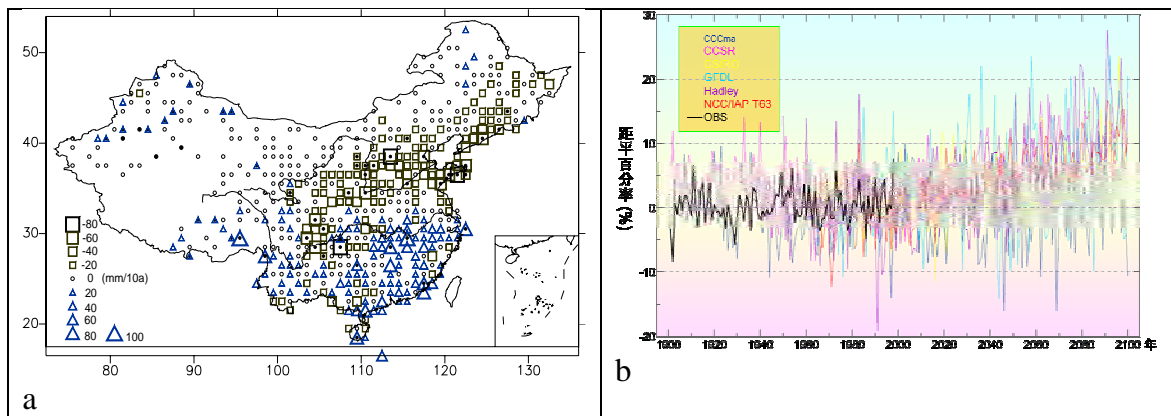 50
40
30
20
-80
-60
-40
-20
0 (mm/10a)
20
40
60
80 100
80 90 100 110 120 130
a
30
20
10
0
-10
-20
距平百分率 (%)
CCCma
CCSR
GFDL
Hadley
NCC/IAP T63
OBS
1900 1920 1940 1960 1980 2000 2020 2040 2060 2080 2100 年
b